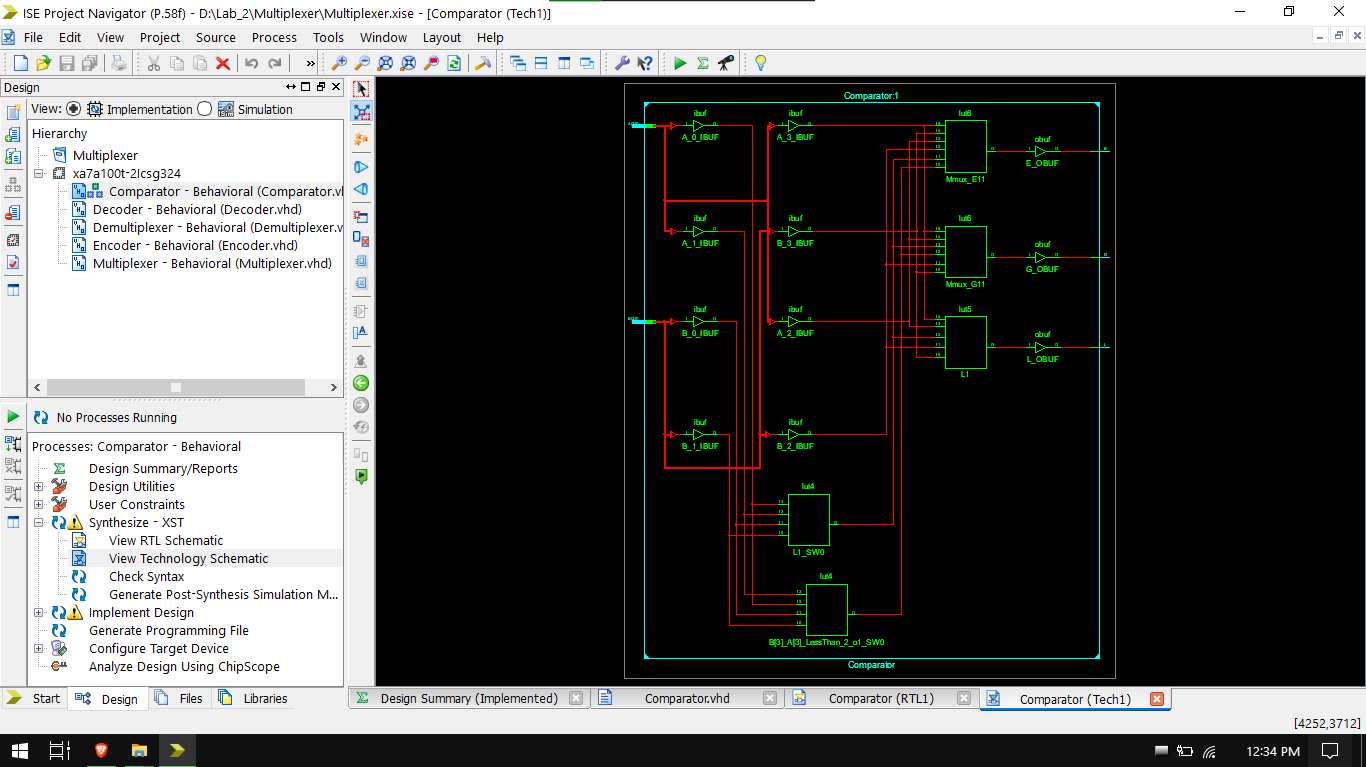 ISE Project Navigator (P.58f) - D:\Lab_2\Multiplexer\Multiplexer.xise - [Comparator (Tech1)]
File Edit View Project Source Process Tools Window Layout Help
Design
View: Implementation Simulation
Hierarchy
Multiplexer
xa7a100t-2Icsg324
Comparator - Behavioral (Comparator.vh
Decoder - Behavioral (Decoder.vhd)
Demultiplexer - Behavioral (Demultiplexer.v
Encoder - Behavioral (Encoder.vhd)
Multiplexer - Behavioral (Multiplexer.vhd)
No Processes Running
Processes: Comparator - Behavioral
Design Summary/Reports
Design Utilities
User Constraints
Synthesize - XST
View RTL Schematic
View Technology Schematic
Check Syntax
Generate Post-Synthesis Simulation M...
Implement Design
Generate Programming File
Configure Target Device
Analyze Design Using ChipScope
Start Design Files Libraries
Comparator:1
ibuf
A_0_IBUF
ibuf
A_3_IBUF
lut6
Mmux_E11
obuf
E_OBUF
ibuf
A_1_IBUF
ibuf
B_3_IBUF
lut6
Mmux_G11
obuf
G_OBUF
ibuf
B_0_IBUF
ibuf
A_2_IBUF
lut5
L1
obuf
L_OBUF
ibuf
B_1_IBUF
ibuf
B_2_IBUF
lut4
L1_SW0
lut4
B[3]_A[3]_LessThan_2_o1_SW0
Comparator
Design Summary (Implemented) Comparator.vhd Comparator (RTL1) Comparator (Tech1)
[4252,3712]
12:34 PM